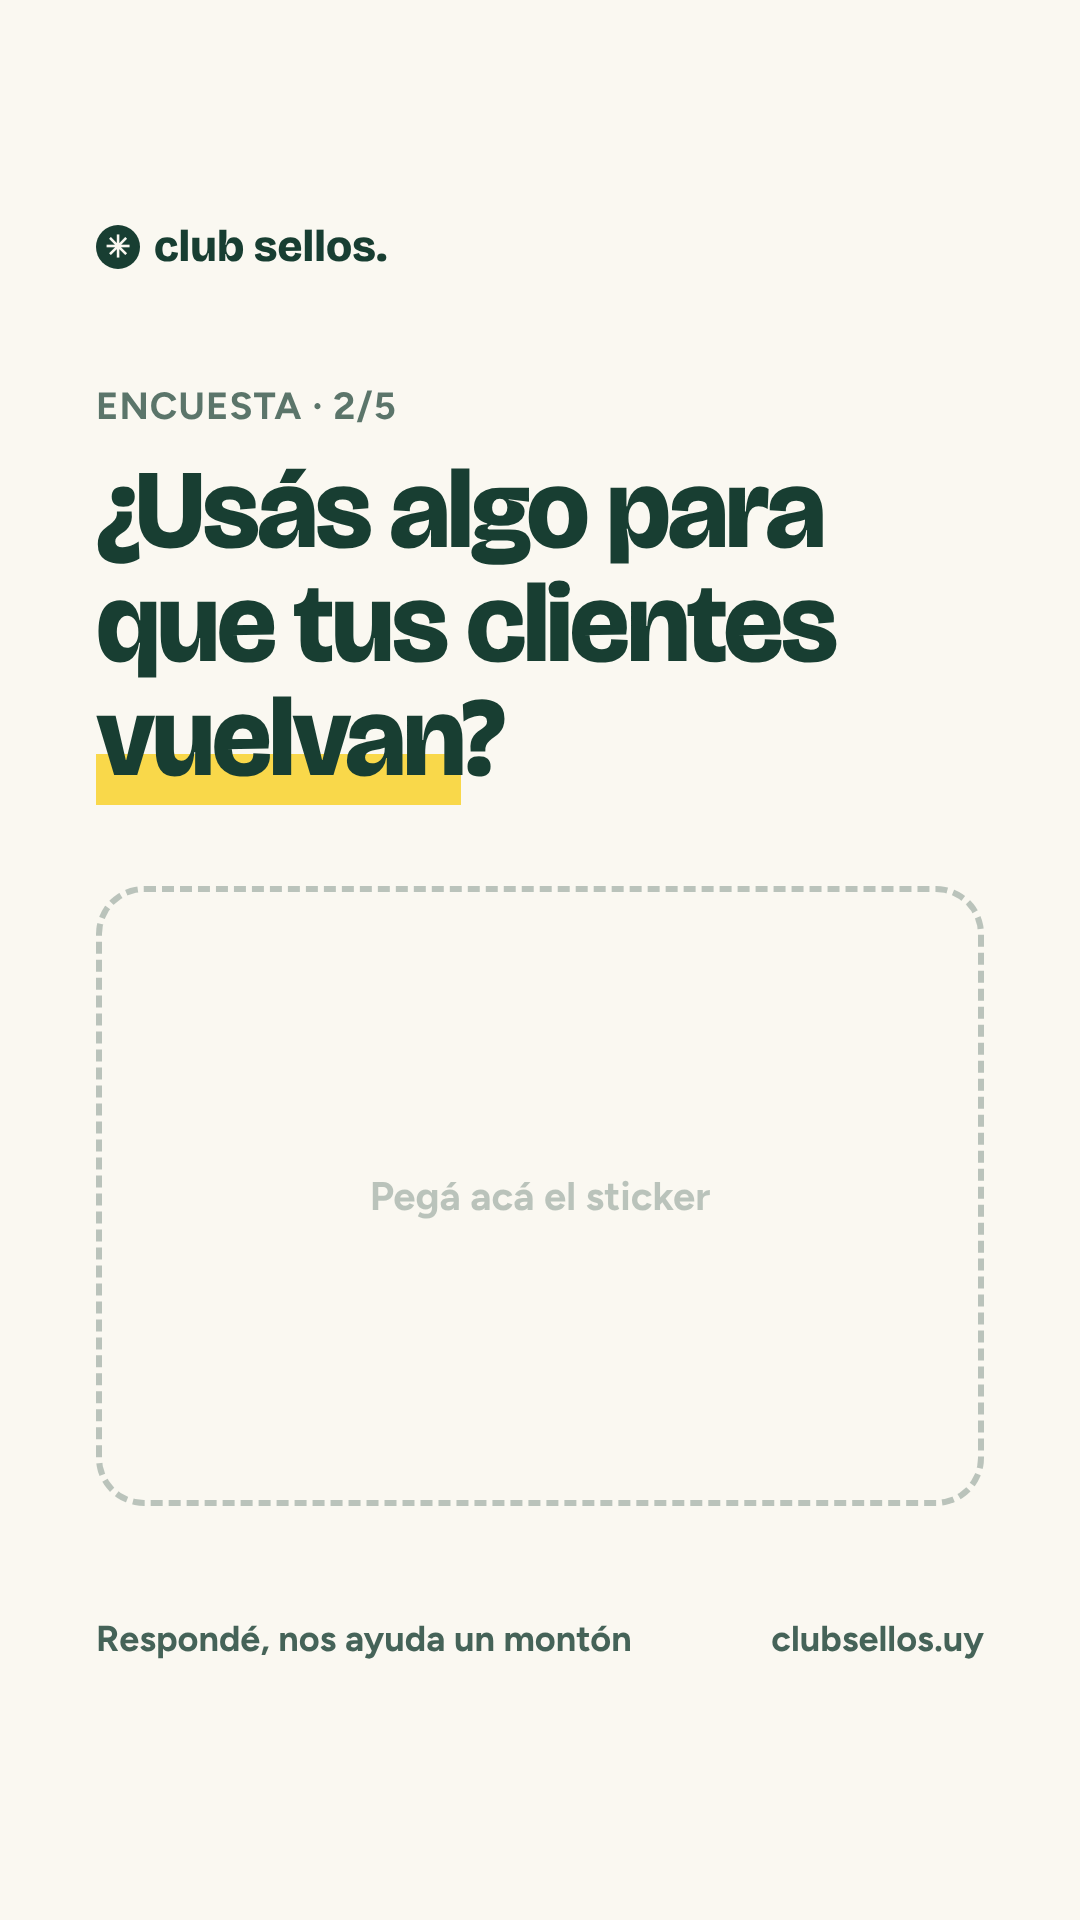 club sellos.
ENCUESTA · 2/5
¿Usás algo para
que tus clientes
vuelvan?
Pegá acá el sticker
Respondé, nos ayuda un montón
clubsellos.uy